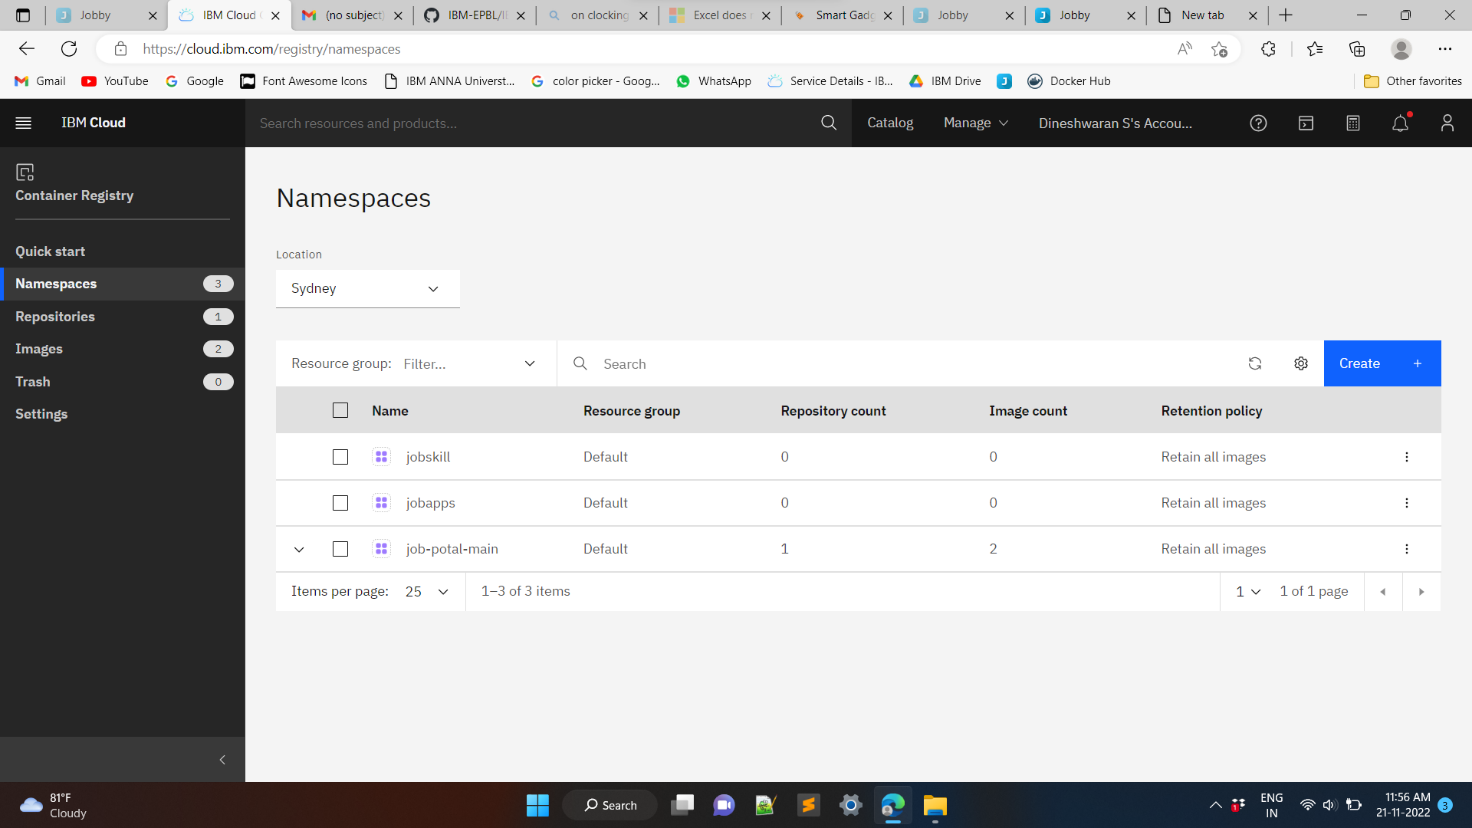 Jobby
IBM Cloud
(no subject)
IBM-EPBL/I
on clocking
Excel does
Smart Gadg
Jobby
Jobby
New tab
https://cloud.ibm.com/registry/namespaces
Gmail
YouTube
Google
Font Awesome Icons
IBM ANNA Universt...
color picker - Goog...
WhatsApp
Service Details - IB...
IBM Drive
Docker Hub
Other favorites
IBM Cloud
Search resources and products...
Catalog
Manage
Dineshwaran S's Accou...
Container Registry
Quick start
Namespaces 3
Repositories 1
Images 2
Trash 0
Settings
Namespaces
Location
Sydney
Resource group: Filter...
Search
Create +
Name Resource group Repository count Image count Retention policy
jobskill Default 0 0 Retain all images
jobapps Default 0 0 Retain all images
job-potal-main Default 1 2 Retain all images
Items per page: 25 1–3 of 3 items 1 1 of 1 page
81°F
Cloudy
Search
ENG
IN
11:56 AM
21-11-2022
3